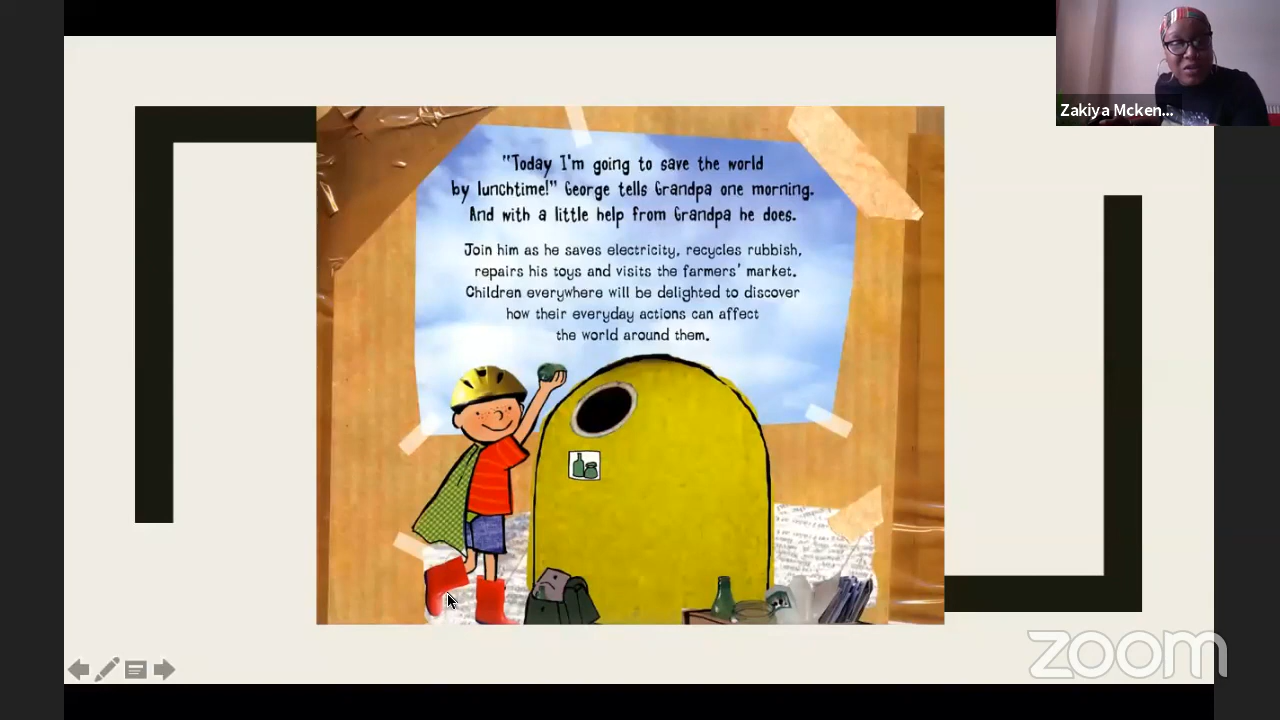 "Today I'm going to save the world
by lunchtime!" George tells Grandpa one morning.
And with a little help from Grandpa he does.
Join him as he saves electricity, recycles rubbish,
repairs his toys and visits the farmers' market.
Children everywhere will be delighted to discover
how their everyday actions can affect
the world around them.
Zakiya Mcken...
zoom